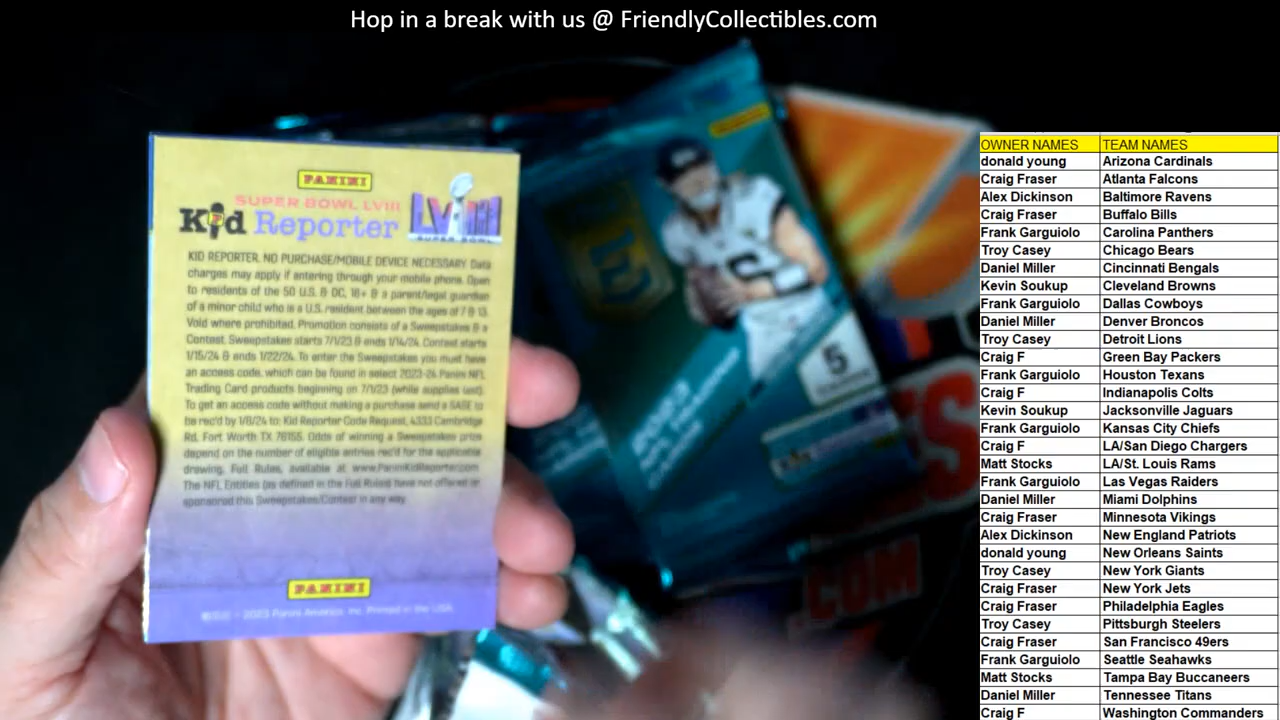 Hop in a break with us @ FriendlyCollectibles.com
PANINI
SUPER BOWL LVIII
Kid Reporter
LVIII
SUPER BOWL
KID REPORTER. NO PURCHASE/MOBILE DEVICE NECESSARY. Data
charges may apply if entering through your mobile phone. Open
to residents of the 50 U.S. & DC, 18+ & a parent/legal guardian
of a minor child who is a U.S. resident between the ages of 7 & 13.
Void where prohibited. Promotion consists of a Sweepstakes & a
Contest. Sweepstakes starts 7/1/23 & ends 1/14/24. Contest starts
1/15/24 & ends 1/22/24. To enter the Sweepstakes you must have
an access code, which can be found in select 2023-24 Panini NFL
Trading Card products beginning on 7/1/23 (while supplies last).
To get an access code without making a purchase send a SASE to
be rec'd by 1/8/24 to: Kid Reporter Code Request, 4333 Cambridge
Rd, Fort Worth TX 76155. Odds of winning a Sweepstakes prize
depend on the number of eligible entries rec'd for the applicable
drawing. Full Rules, available at www.PaniniKidReporter.com.
The NFL Entities (as defined in the Full Rules) have not offered or
sponsored this Sweepstakes/Contest in any way.
PANINI
2023 Panini America, Inc. Printed in the USA.
5
.COM
OWNER NAMES TEAM NAMES
donald young Arizona Cardinals
Craig Fraser Atlanta Falcons
Alex Dickinson Baltimore Ravens
Craig Fraser Buffalo Bills
Frank Garguiolo Carolina Panthers
Troy Casey Chicago Bears
Daniel Miller Cincinnati Bengals
Kevin Soukup Cleveland Browns
Frank Garguiolo Dallas Cowboys
Daniel Miller Denver Broncos
Troy Casey Detroit Lions
Craig F Green Bay Packers
Frank Garguiolo Houston Texans
Craig F Indianapolis Colts
Kevin Soukup Jacksonville Jaguars
Frank Garguiolo Kansas City Chiefs
Craig F LA/San Diego Chargers
Matt Stocks LA/St. Louis Rams
Frank Garguiolo Las Vegas Raiders
Daniel Miller Miami Dolphins
Craig Fraser Minnesota Vikings
Alex Dickinson New England Patriots
donald young New Orleans Saints
Troy Casey New York Giants
Craig Fraser New York Jets
Craig Fraser Philadelphia Eagles
Troy Casey Pittsburgh Steelers
Craig Fraser San Francisco 49ers
Frank Garguiolo Seattle Seahawks
Matt Stocks Tampa Bay Buccaneers
Daniel Miller Tennessee Titans
Craig F Washington Commanders